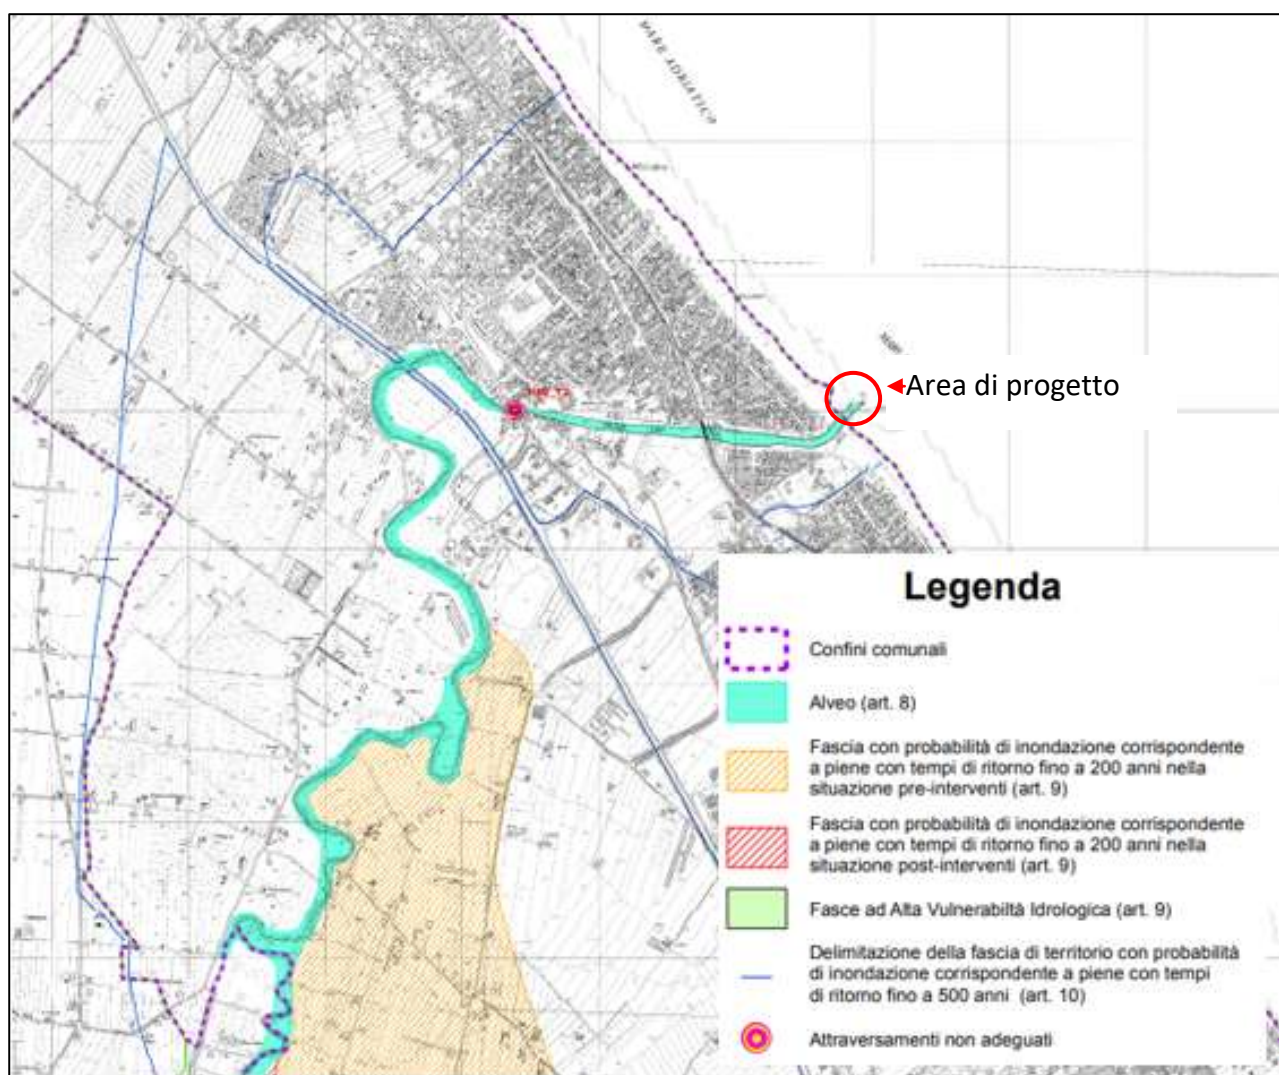 MARE ADRIATICO
Area di progetto
Legenda
Confini comunali
Alveo (art. 8)
Fascia con probabilità di inondazione corrispondente
a piene con tempi di ritorno fino a 200 anni nella
situazione pre-interventi (art. 9)
Fascia con probabilità di inondazione corrispondente
a piene con tempi di ritorno fino a 200 anni nella
situazione post-interventi (art. 9)
Fasce ad Alta Vulnerabiltà Idrologica (art. 9)
Delimitazione della fascia di territorio con probabilità
di inondazione corrispondente a piene con tempi
di ritorno fino a 500 anni (art. 10)
Attraversamenti non adeguati